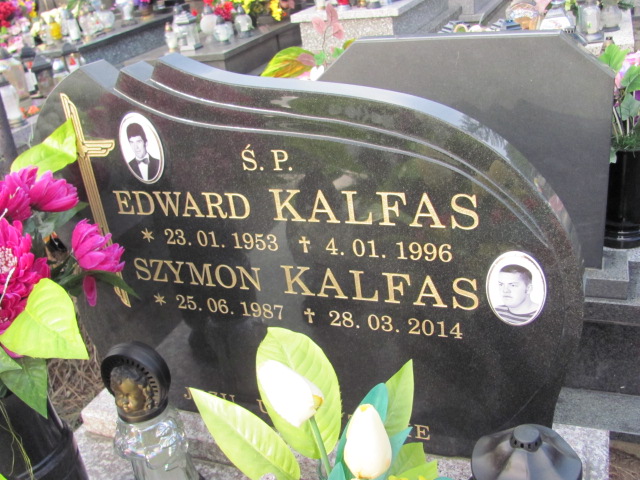 Ś. P.
EDWARD KALFAS
* 23. 01. 1953 † 4. 01. 1996
SZYMON KALFAS
* 25. 06. 1987 † 28. 03. 2014